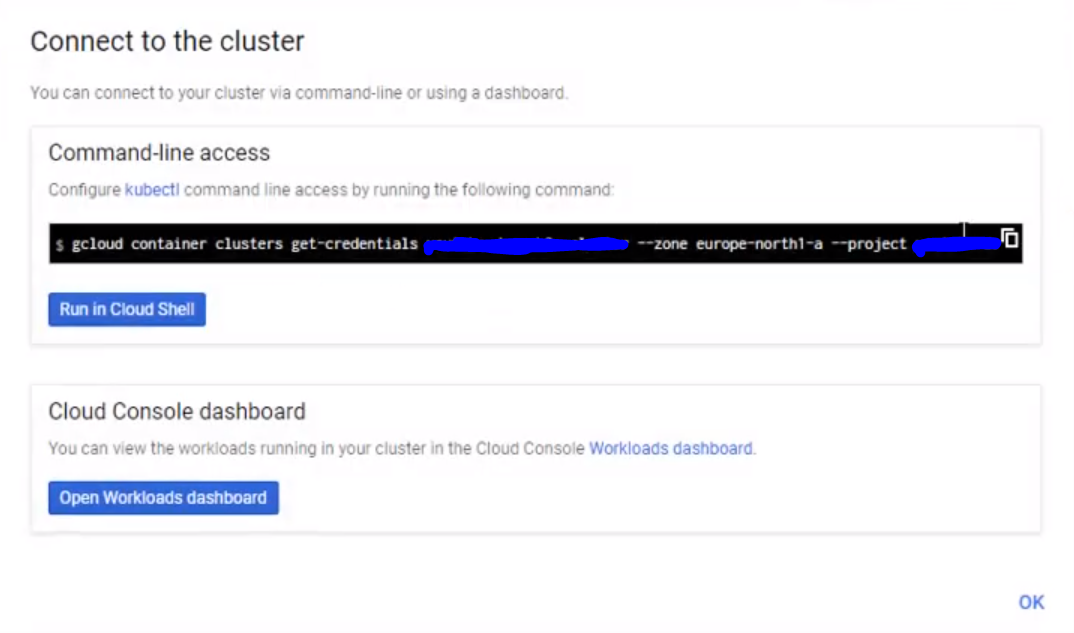 Connect to the cluster
You can connect to your cluster via command-line or using a dashboard.
Command-line access
Configure kubectl command line access by running the following command:
$ gcloud container clusters get-credentials --zone europe-north1-a --project
Run in Cloud Shell
Cloud Console dashboard
You can view the workloads running in your cluster in the Cloud Console Workloads dashboard.
Open Workloads dashboard
OK